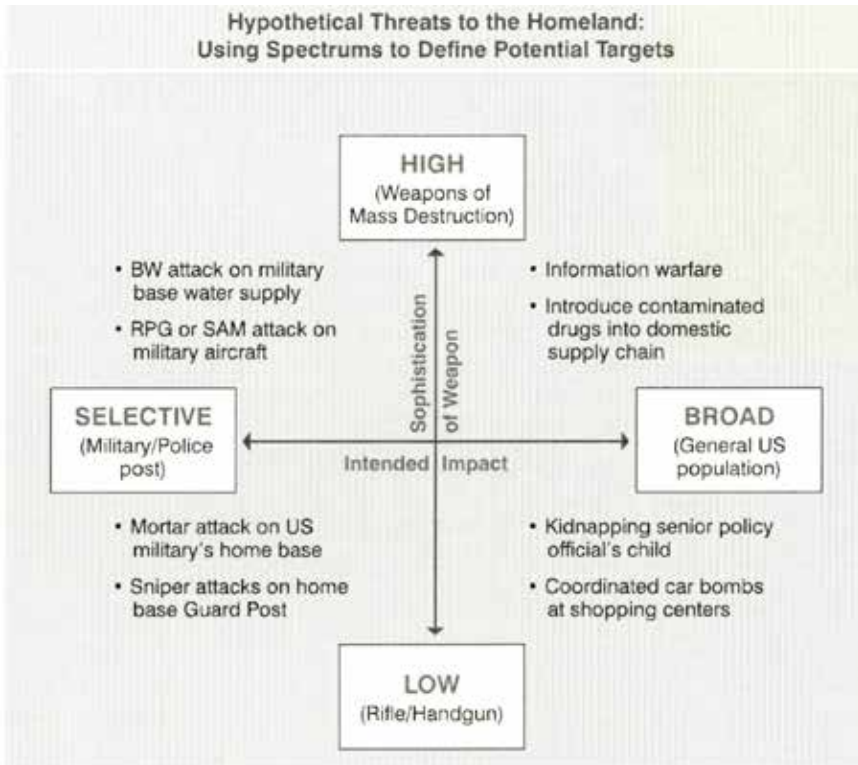 Hypothetical Threats to the Homeland:
Using Spectrums to Define Potential Targets
HIGH
(Weapons of
Mass Destruction)
• BW attack on military
base water supply
• RPG or SAM attack on
military aircraft
• Information warfare
• Introduce contaminated
drugs into domestic
supply chain
Sophistication
of Weapon
SELECTIVE
(Military/Police
post)
BROAD
(General US
population)
Intended Impact
• Mortar attack on US
military's home base
• Sniper attacks on home
base Guard Post
• Kidnapping senior policy
official's child
• Coordinated car bombs
at shopping centers
LOW
(Rifle/Handgun)